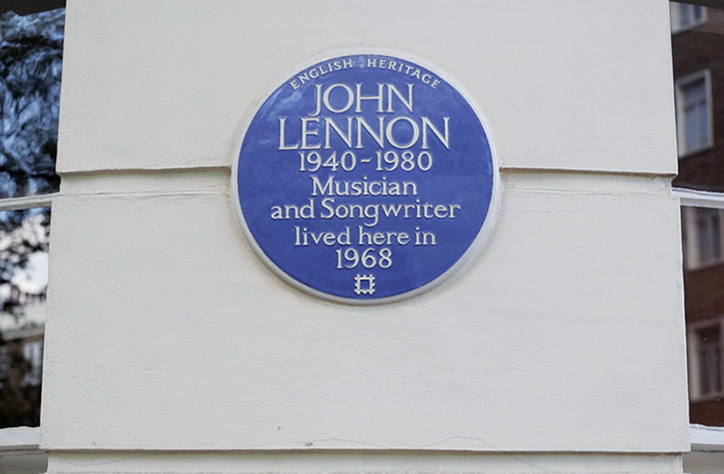 ENGLISH HERITAGE
JOHN
LENNON
1940-1980
Musician
and Songwriter
lived here in
1968